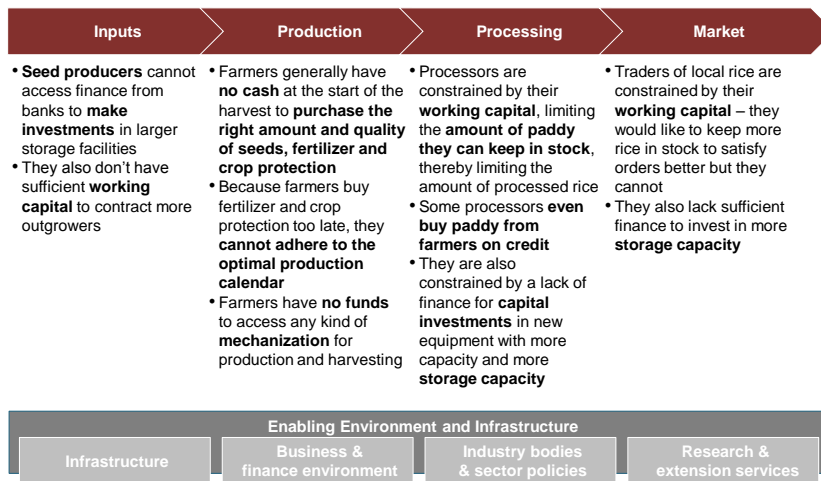 Inputs
Production
Processing
Market
• Seed producers cannot
access finance from
banks to make
investments in larger
storage facilities
• They also don't have
sufficient working
capital to contract more
outgrowers
• Farmers generally have
no cash at the start of the
harvest to purchase the
right amount and quality
of seeds, fertilizer and
crop protection
• Because farmers buy
fertilizer and crop
protection too late, they
cannot adhere to the
optimal production
calendar
• Farmers have no funds
to access any kind of
mechanization for
production and harvesting
• Processors are
constrained by their
working capital, limiting
the amount of paddy
they can keep in stock,
thereby limiting the
amount of processed rice
• Some processors even
buy paddy from
farmers on credit
• They are also
constrained by a lack of
finance for capital
investments in new
equipment with more
capacity and more
storage capacity
• Traders of local rice are
constrained by their
working capital – they
would like to keep more
rice in stock to satisfy
orders better but they
cannot
• They also lack sufficient
finance to invest in more
storage capacity
Enabling Environment and Infrastructure
Infrastructure
Business &
finance environment
Industry bodies
& sector policies
Research &
extension services